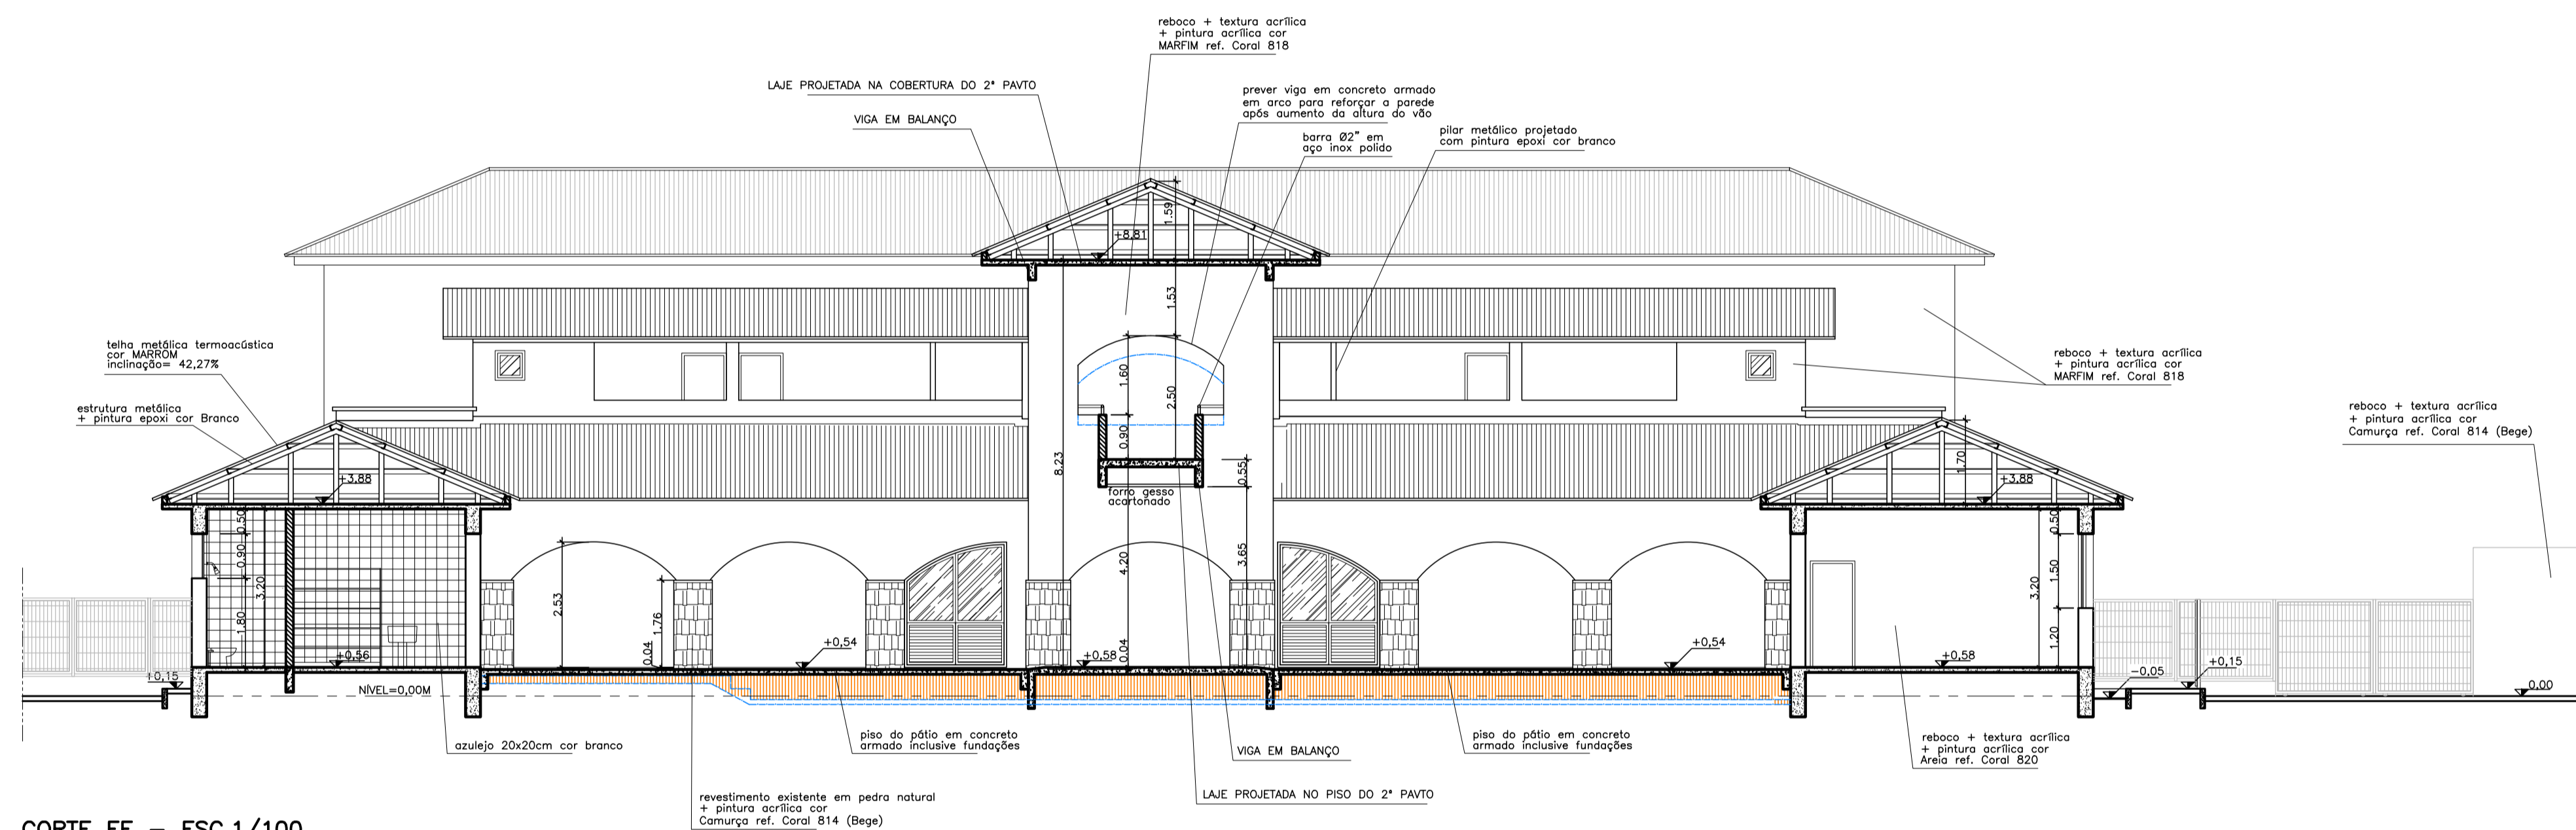 reboco + textura acrílica
+ pintura acrílica cor
MARFIM ref. Coral 818
LAJE PROJETADA NA COBERTURA DO 2° PAVTO
VIGA EM BALANÇO
prever viga em concreto armado
em arco para reforçar a parede
após aumento da altura do vão
barra Ø2" em
aço inox polido
pilar metálico projetado
com pintura epoxi cor branco
1.59
+8,81
1.53
telha metálica termoacústica
cor MARROM
inclinação= 42,27%
estrutura metálica
+ pintura epoxi cor Branco
reboco + textura acrílica
+ pintura acrílica cor
MARFIM ref. Coral 818
reboco + textura acrílica
+ pintura acrílica cor
Camurça ref. Coral 814 (Bege)
1.60
2.50
0.90
8.23
0.55
forro gesso
acartonado
+3.88
1.70
+3.88
0.50
0.90
3.20
1.80
2.53
1.76
0.04
4.20
0.04
3.65
0.50
1.50
3.20
1.20
+0,56
+0,54
+0,58
+0,54
+0,58
+0,15
NÍVEL=0,00M
-0,05
+0,15
0,00
azulejo 20x20cm cor branco
piso do pátio em concreto
armado inclusive fundações
VIGA EM BALANÇO
piso do pátio em concreto
armado inclusive fundações
reboco + textura acrílica
+ pintura acrílica cor
Areia ref. Coral 820
revestimento existente em pedra natural
+ pintura acrílica cor
Camurça ref. Coral 814 (Bege)
LAJE PROJETADA NO PISO DO 2° PAVTO